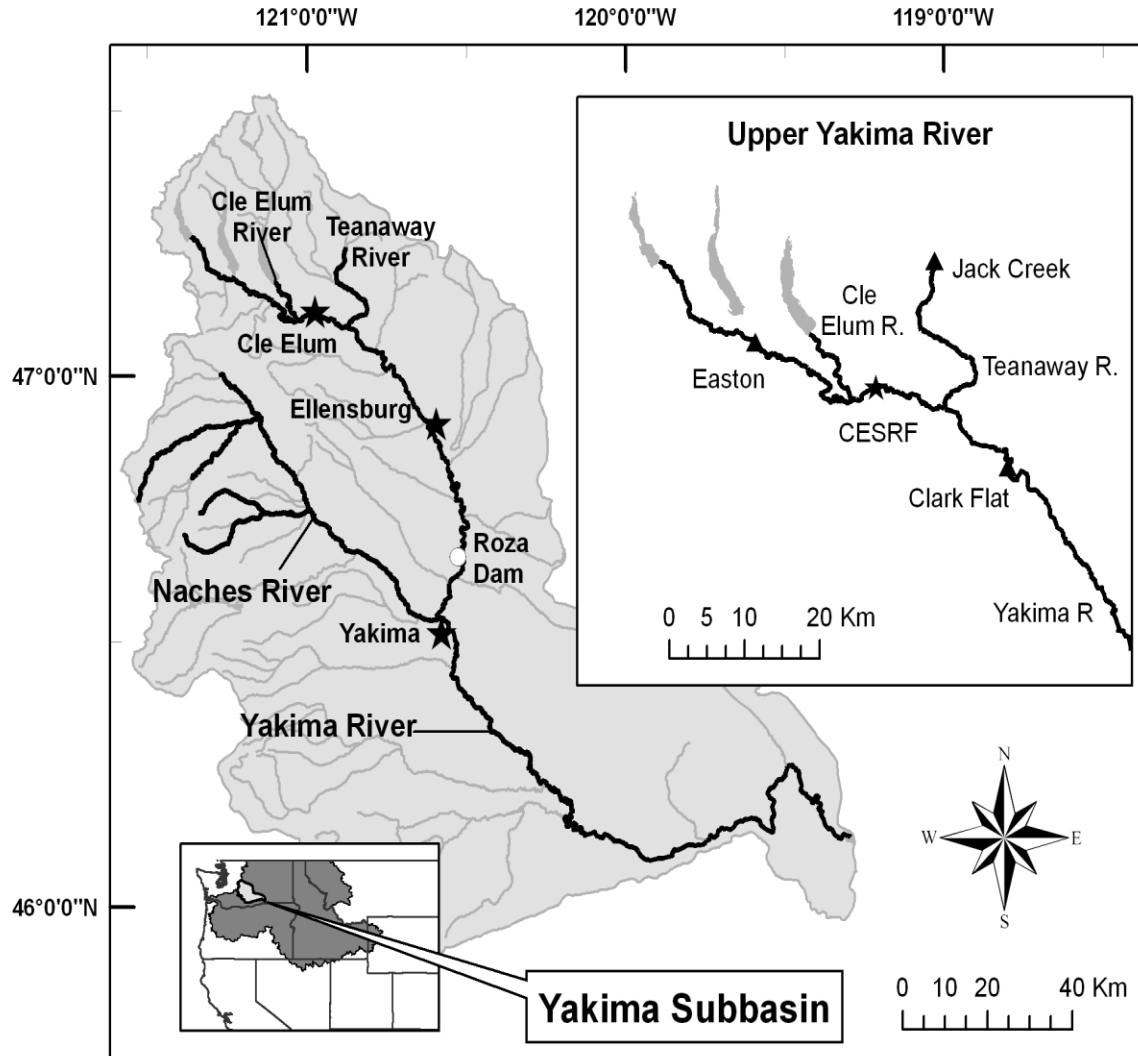 121°0'0"W
120°0'0"W
119°0'0"W
Upper Yakima River
Cle Elum
River
Teanaway
River
Jack Creek
Cle
Elum R.
Teanaway R.
Easton
CESRF
Clark Flat
Yakima R
0 5 10 20 Km
Cle Elum
47°0'0"N
Ellensburg
Roza
Dam
Naches River
Yakima
Yakima River
N
W
E
S
46°0'0"N
Yakima Subbasin
0 10 20 40 Km